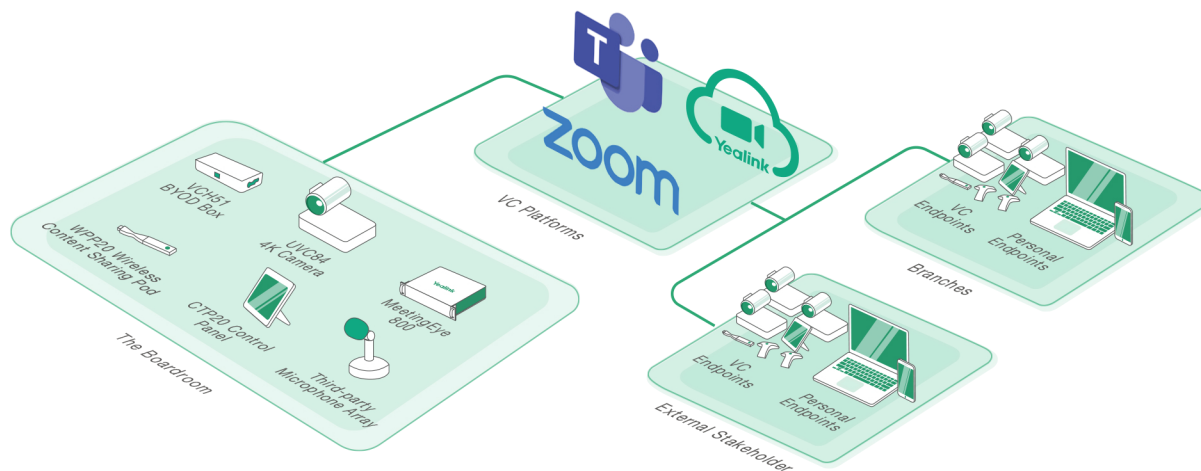 T
zoom
Yealink
VC Platforms
VCH51
BYOD Box
UVC84
4K Camera
WPP20 Wireless
Content Sharing Pod
CTP20 Control
Panel
Yealink
MeetingEye
800
Third-party
Microphone Array
The Boardroom
VC
Endpoints
Personal
Endpoints
Branches
VC
Endpoints
Personal
Endpoints
External Stakeholder